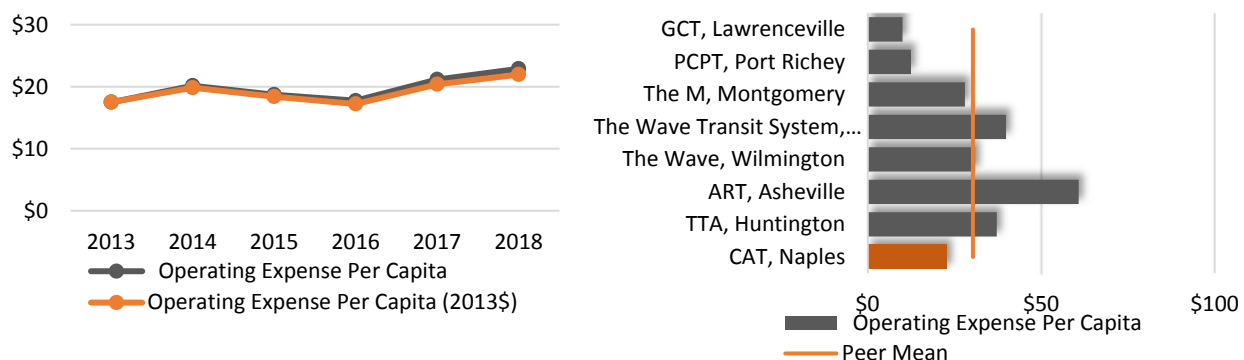 $30
$20
$10
$0
2013 2014 2015 2016 2017 2018
Operating Expense Per Capita
Operating Expense Per Capita (2013$)
GCT, Lawrenceville
PCPT, Port Richey
The M, Montgomery
The Wave Transit System,...
The Wave, Wilmington
ART, Asheville
TTA, Huntington
CAT, Naples
$0 $50 $100
Operating Expense Per Capita
Peer Mean